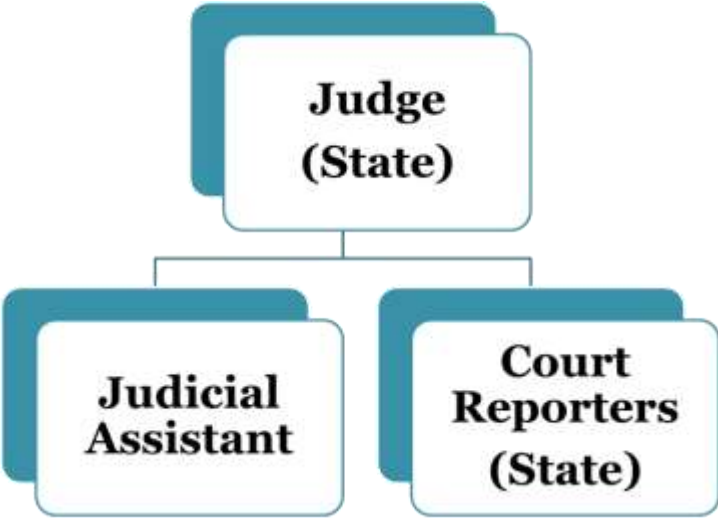 Judge
(State)
Judicial
Assistant
Court
Reporters
(State)